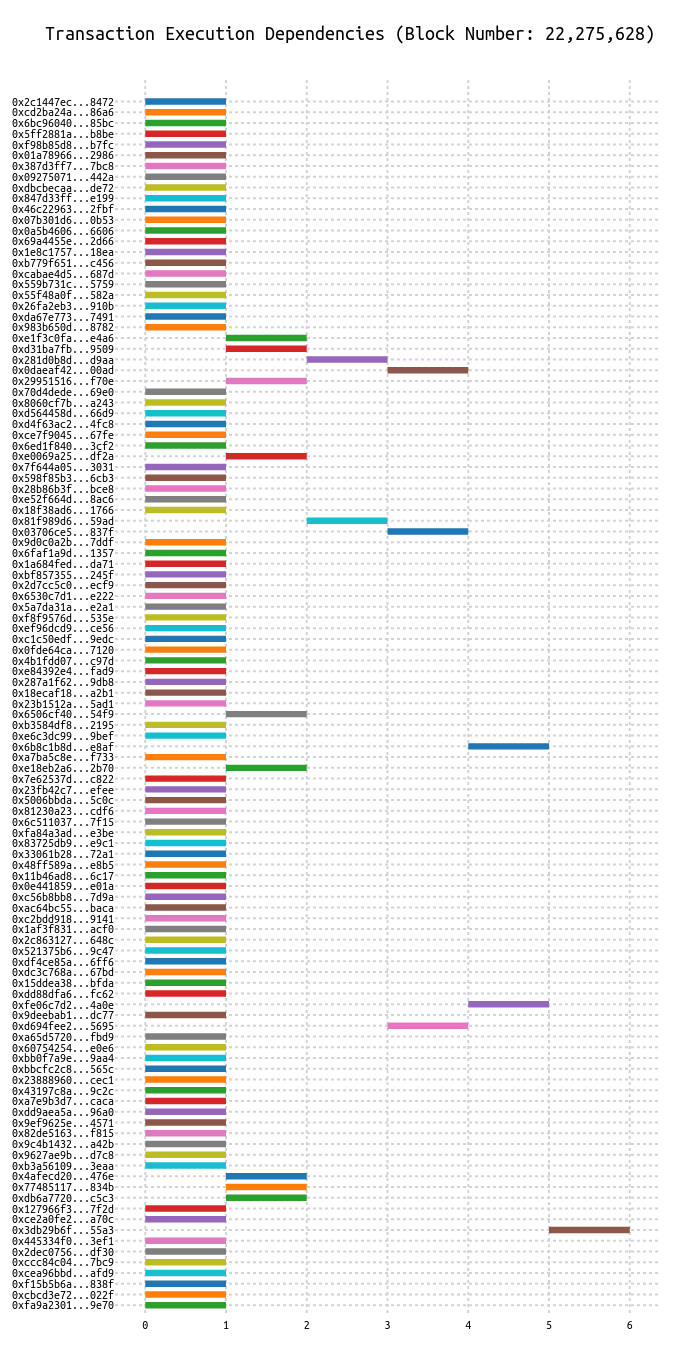 Transaction Execution Dependencies (Block Number: 22,275,628)
0x2c1447ec...8472
0xcd2ba24a...86a6
0x6bc96040...85bc
0x5ff2881a...b8be
0xf98b85d8...b7fc
0x01a78966...2986
0x387d3ff7...7bc8
0x09275071...442a
0xdbcbecaa...de72
0x847d33ff...e199
0x46c22963...2fbf
0x07b301d6...0b53
0x0a5b4606...6606
0x69a4455e...2d66
0x1e8c1757...18ea
0xb779f651...c456
0xcabae4d5...687d
0x559b731c...5759
0x55f48a0f...582a
0x26fa2eb3...910b
0xda67e773...7491
0x983b650d...8782
0xe1f3c0fa...e4a6
0xd31ba7fb...9509
0x281d0b8d...d9aa
0x0daeaf42...00ad
0x29951516...f70e
0x70d4dede...69e0
0x8060cf7b...a243
0xd564458d...66d9
0xd4f63ac2...4fc8
0xce7f9045...67fe
0x6ed1f840...3cf2
0xe0069a25...df2a
0x7f644a05...3031
0x598f85b3...6cb3
0x28b86b3f...bce8
0xe52f664d...8ac6
0x18f38ad6...1766
0x81f989d6...59ad
0x03706ce5...837f
0x9d0c0a2b...7ddf
0x6faf1a9d...1357
0x1a684fed...da71
0xbf857355...245f
0x2d7cc5c0...ecf9
0x6530c7d1...e222
0x5a7da31a...e2a1
0xf8f9576d...535e
0xef96dcd9...ce56
0xc1c50edf...9edc
0x0fde64ca...7120
0x4b1fdd07...c97d
0xe84392e4...fad9
0x287a1f62...9db8
0x18ecaf18...a2b1
0x23b1512a...5ad1
0x6506cf40...54f9
0xb3584df8...2195
0xe6c3dc99...9bef
0x6b8c1b8d...e8af
0xa7ba5c8e...f733
0xe18eb2a6...2b70
0x7e62537d...c822
0x23fb42c7...efee
0x5006bbda...5c0c
0x81230a23...cdf6
0x6c511037...7f15
0xfa84a3ad...e3be
0x83725db9...e9c1
0x33061b28...72a1
0x48ff589a...e8b5
0x11b46ad8...6c17
0x0e441859...e01a
0xc56b8bb8...7d9a
0xac64bc55...baca
0xc2bdd918...9141
0x1af3f831...acf0
0x2c863127...648c
0x521375b6...9c47
0xdf4ce85a...6ff6
0xdc3c768a...67bd
0x15ddea38...bfda
0xdd88dfa6...fc62
0xfe06c7d2...4a0e
0x9deebab1...dc77
0xd694fee2...5695
0xa65d5720...fbd9
0x60754254...e0e6
0xbb0f7a9e...9aa4
0xbbcfc2c8...565c
0x23888960...cec1
0x43197c8a...9c2c
0xa7e9b3d7...caca
0xdd9aea5a...96a0
0x9ef9625e...4571
0x82de5163...f815
0x9c4b1432...a42b
0x9627ae9b...d7c8
0xb3a56109...3eaa
0x4afecd20...476e
0x77485117...834b
0xdb6a7720...c5c3
0x127966f3...7f2d
0xce2a0fe2...a70c
0x3db29b6f...55a3
0x445334f0...3ef1
0x2dec0756...df30
0xccc84c04...7bc9
0xcea96bbd...afd9
0xf15b5b6a...838f
0xcbcd3e72...022f
0xfa9a2301...9e70
0 1 2 3 4 5 6